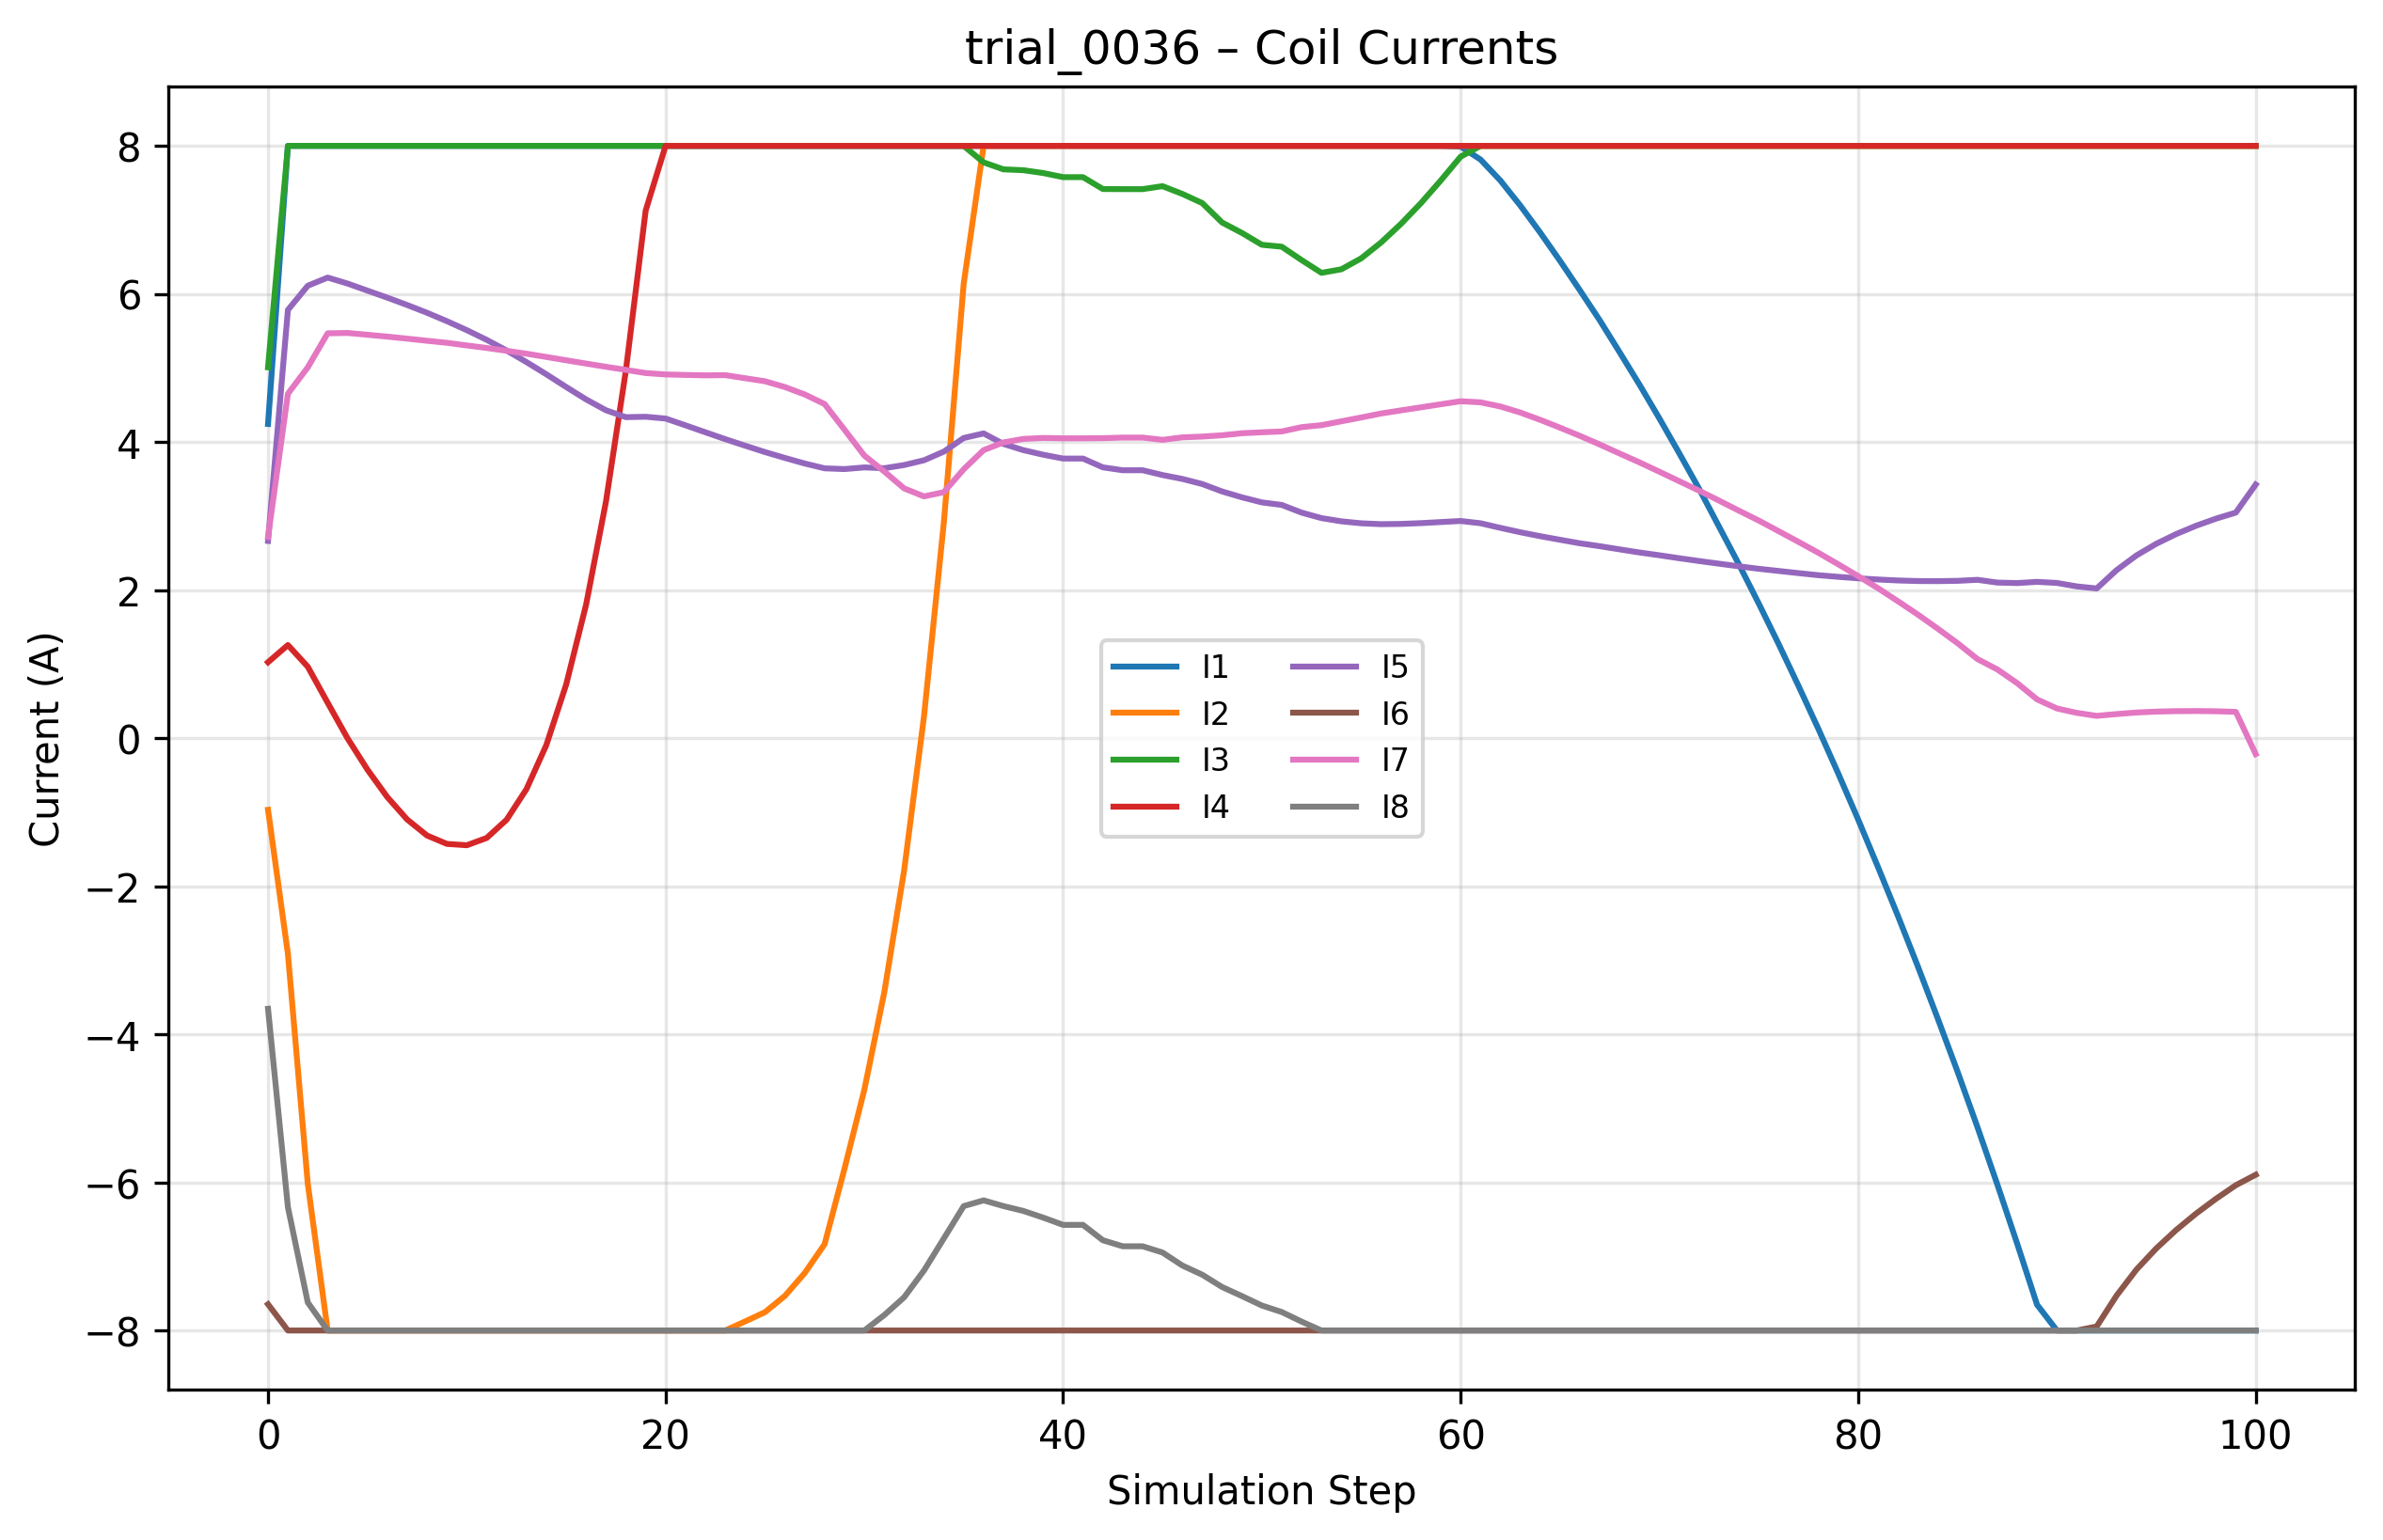 trial_0036 – Coil Currents
8
6
4
2
0
−2
−4
−6
−8
Current (A)
I1
I2
I3
I4
I5
I6
I7
I8
0
20
40
60
80
100
Simulation Step